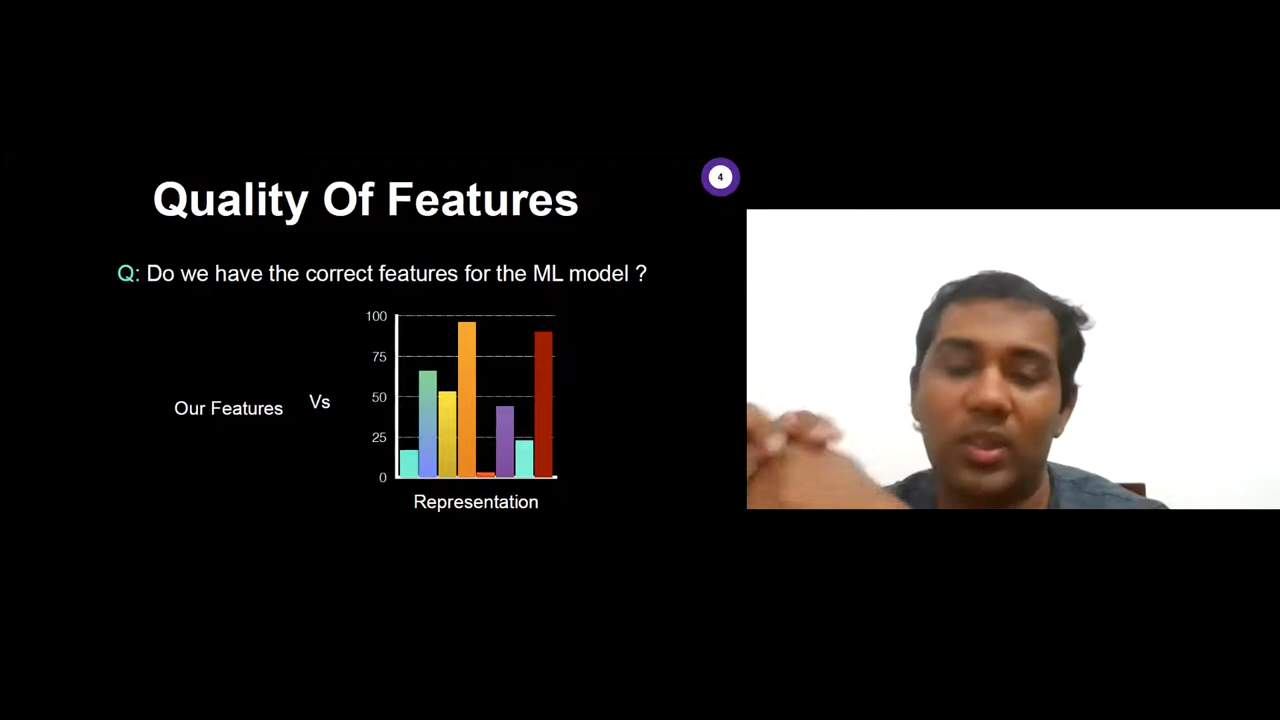 Quality Of Features
4
Q: Do we have the correct features for the ML model ?
100
75
50
25
0
Our Features
Vs
Representation